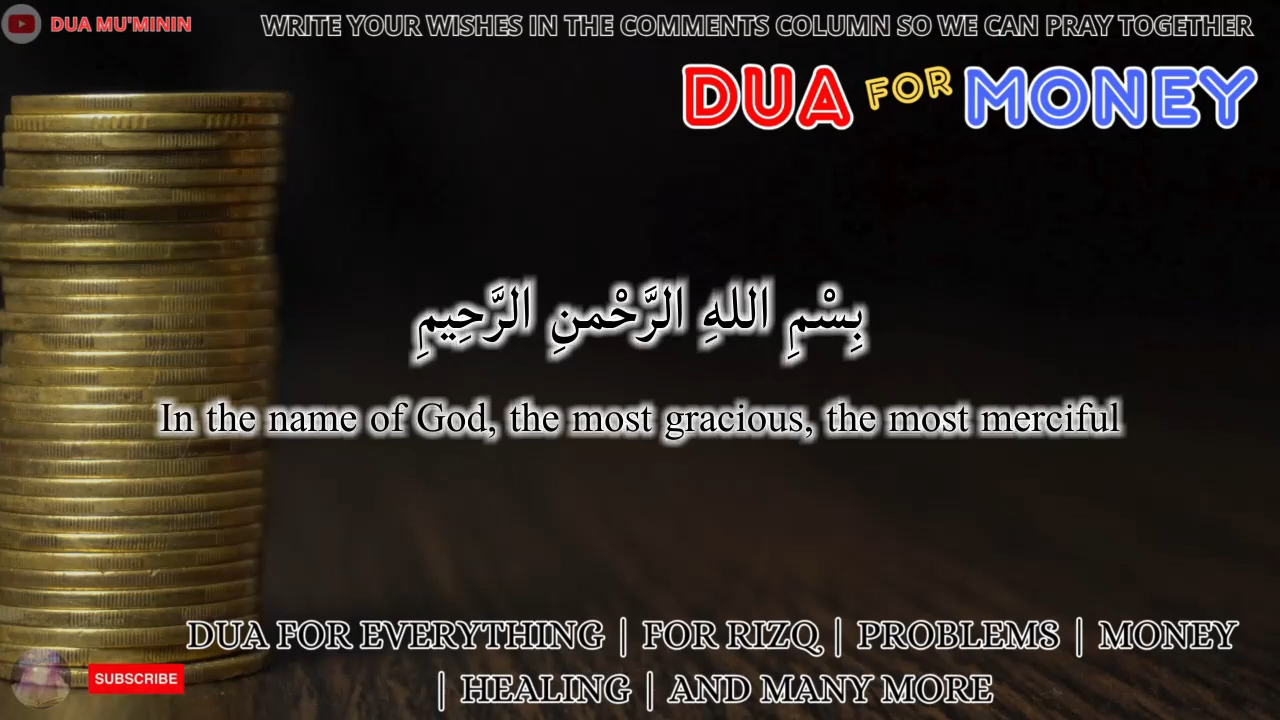 DUA MU'MININ
WRITE YOUR WISHES IN THE COMMENTS COLUMN SO WE CAN PRAY TOGETHER
DUA FOR MONEY
بِسْمِ اللهِ الرَّحْمنِ الرَّحِيمِ
In the name of God, the most gracious, the most merciful
DUA FOR EVERYTHING | FOR RIZQ | PROBLEMS | MONEY
| HEALING | AND MANY MORE
SUBSCRIBE